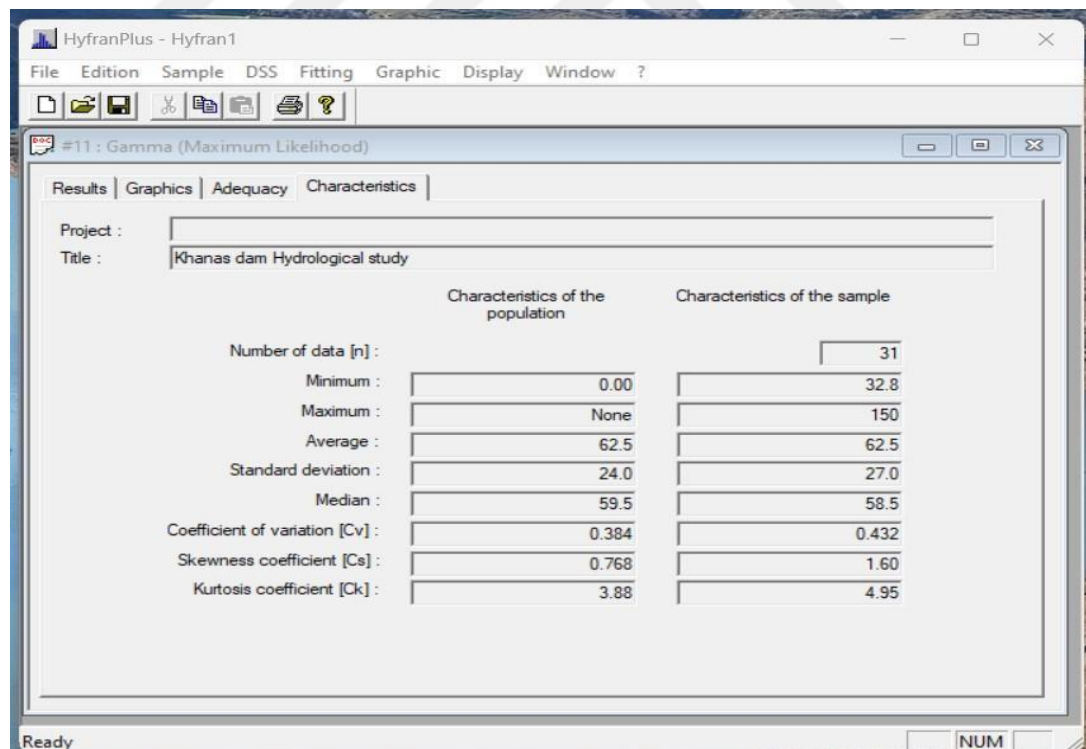 HyfranPlus - Hyfran1
File Edition Sample DSS Fitting Graphic Display Window ?
#11 : Gamma (Maximum Likelihood)
Results Graphics Adequacy Characteristics
Project :
Title : Khanas dam Hydrological study
Characteristics of the population Characteristics of the sample
Number of data [n] : 31
Minimum : 0.00 32.8
Maximum : None 150
Average : 62.5 62.5
Standard deviation : 24.0 27.0
Median : 59.5 58.5
Coefficient of variation [Cv] : 0.384 0.432
Skewness coefficient [Cs] : 0.768 1.60
Kurtosis coefficient [Ck] : 3.88 4.95
Ready NUM